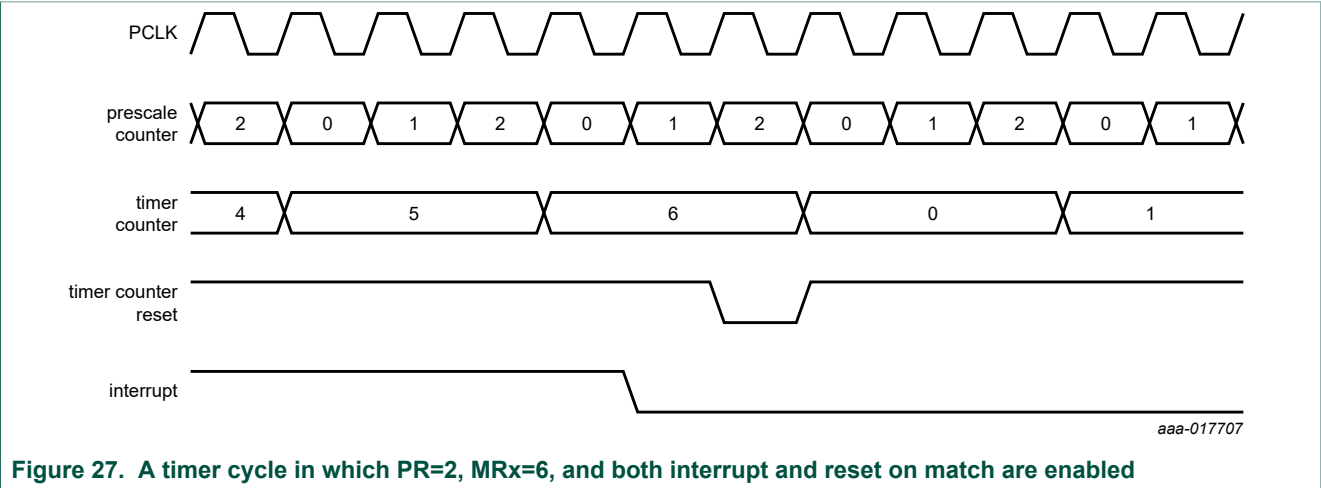 PCLK
prescale
counter
2 0 1 2 0 1 2 0 1 2 0 1
timer
counter
4 5 6 0 1
timer counter
reset
interrupt
aaa-017707
Figure 27. A timer cycle in which PR=2, MRx=6, and both interrupt and reset on match are enabled